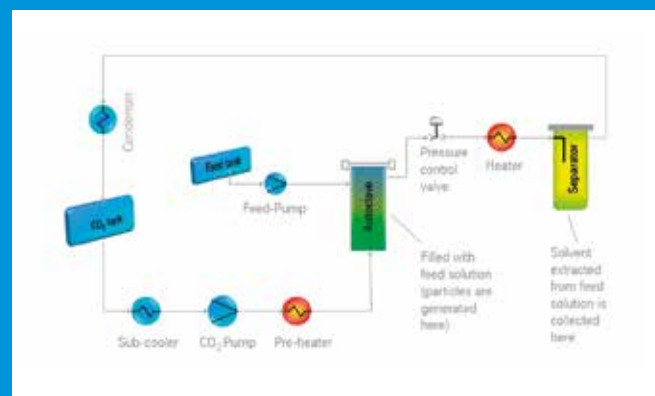 Condenser
CO₂ tank
Feed tank
Feed-Pump
Autoclave
Pressure
control
valve
Heater
Separator
Filled with
feed solution
(particles are
generated
here)
Solvent
extracted
from feed
solution is
collected
here
Sub-cooler
CO₂ Pump
Pre-heater